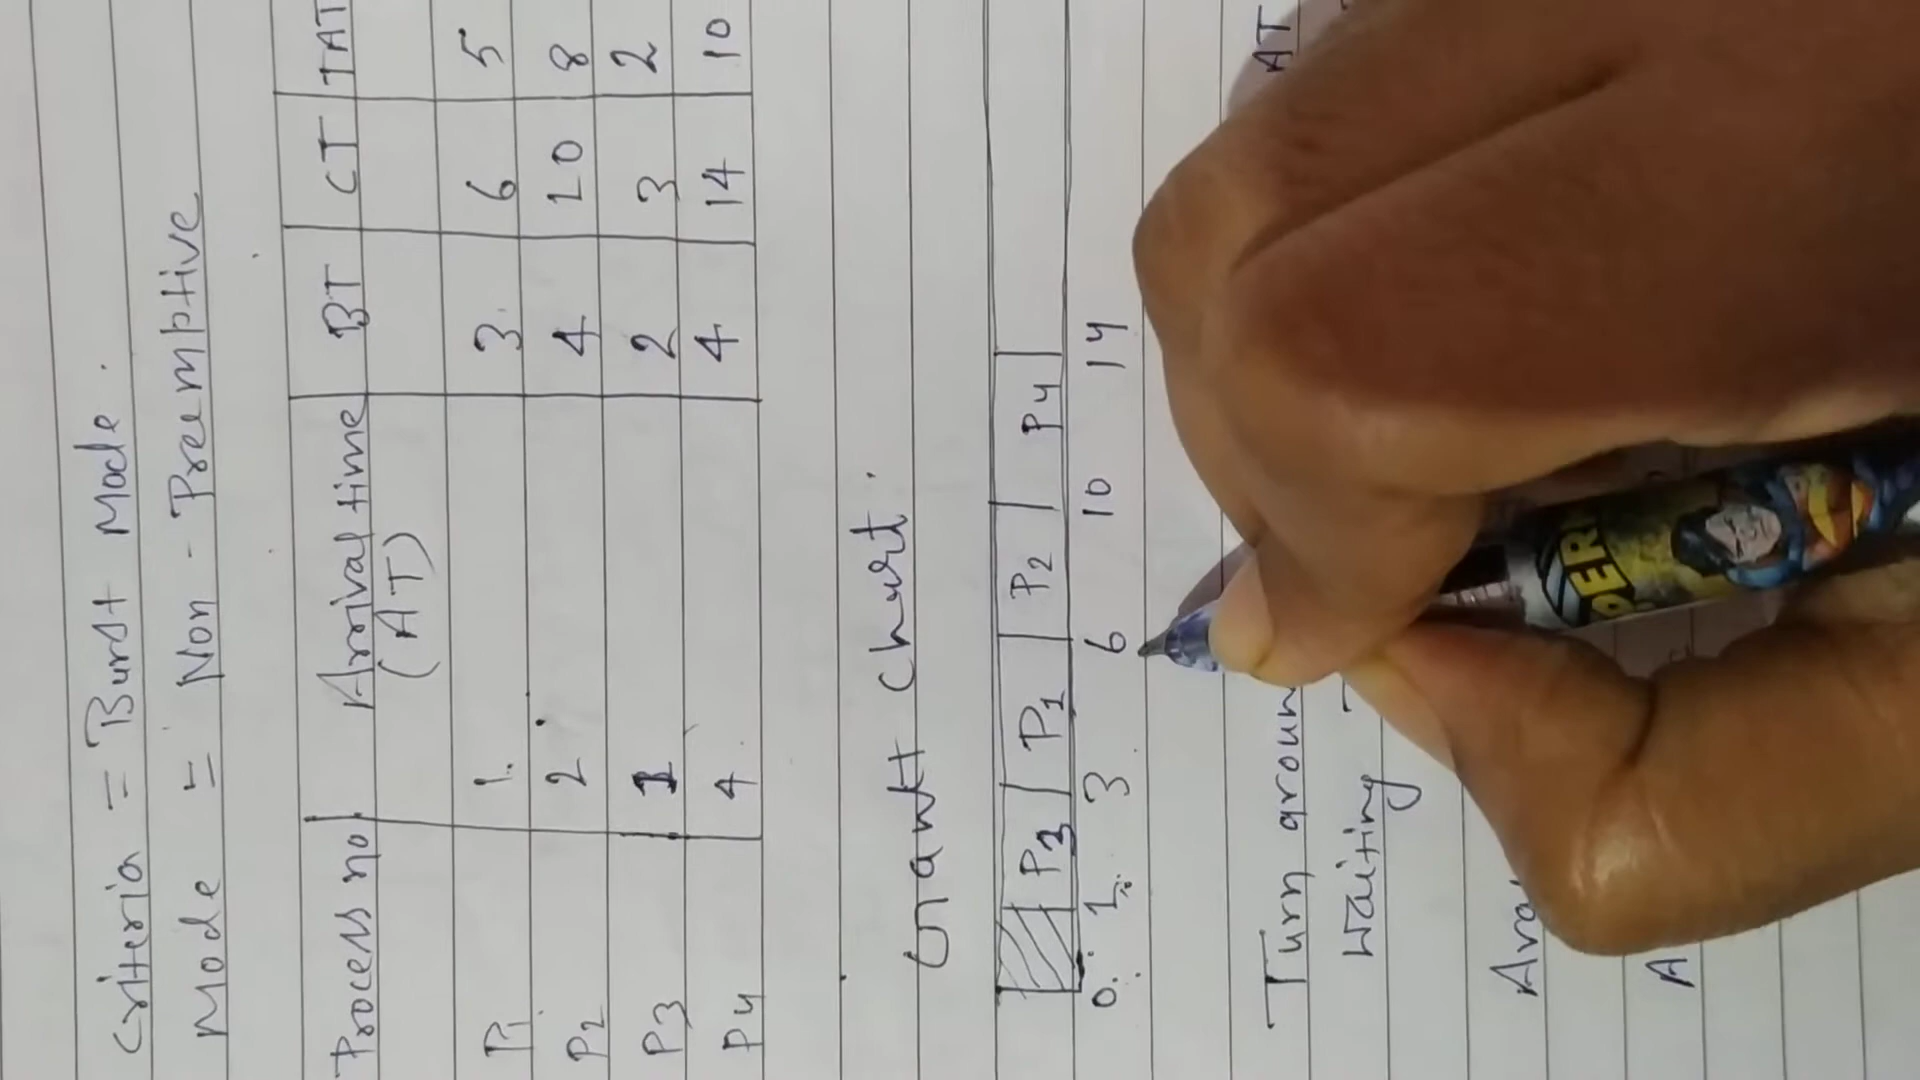 Criteria = Burst Mode.
Mode = Non - Preemptive
Process no Arrival time (AT) BT CT TAT
P1 1. 3. 6 5
P2 2 4 10 8
P3 1 2 3 2
P4 4 4 14 10
Gantt Chart.
P3 P1 P2 P4
0. 1. 3 6 10 14
Turn AT
Waiting